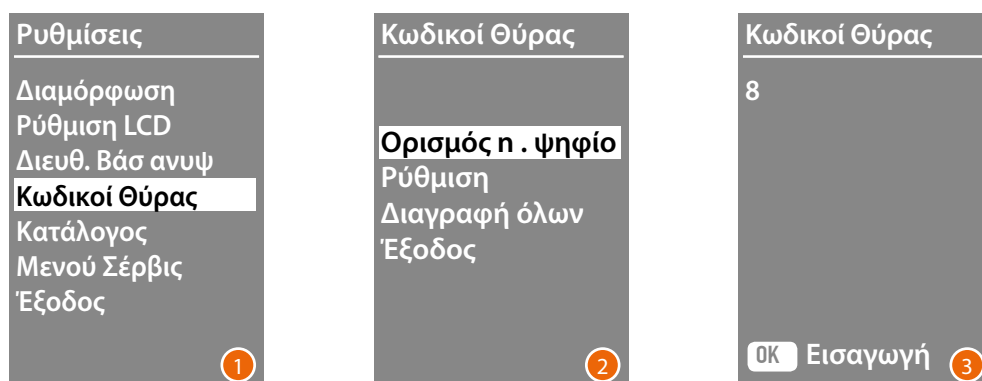 Ρυθμίσεις
Διαμόρφωση
Ρύθμιση LCD
Διευθ. Βάσ ανυψ
Κωδικοί Θύρας
Κατάλογος
Μενού Σέρβις
Έξοδος
1
Κωδικοί Θύρας
Ορισμός n . ψηφίο
Ρύθμιση
Διαγραφή όλων
Έξοδος
2
Κωδικοί Θύρας
8
OK Εισαγωγή
3